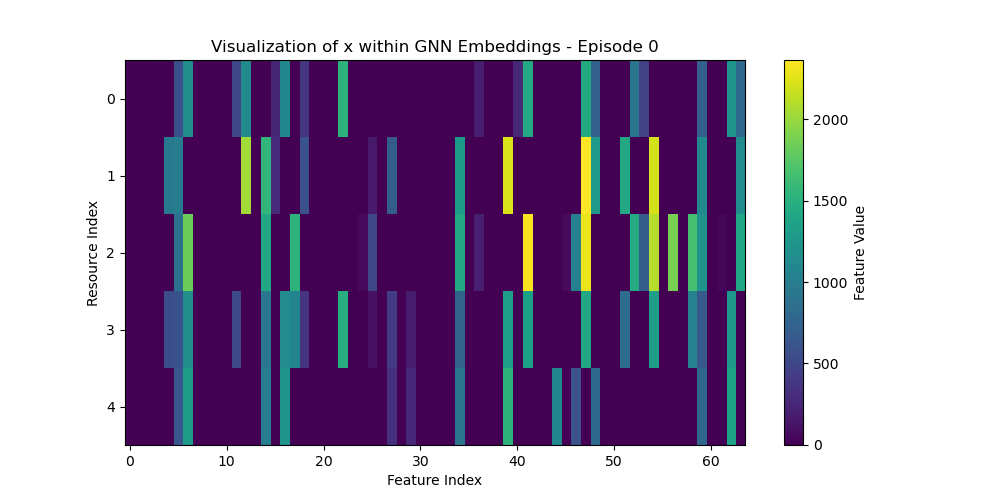 Visualization of x within GNN Embeddings - Episode 0
Resource Index
0
1
2
3
4
0 10 20 30 40 50 60
Feature Index
2000
1500
1000
500
0
Feature Value